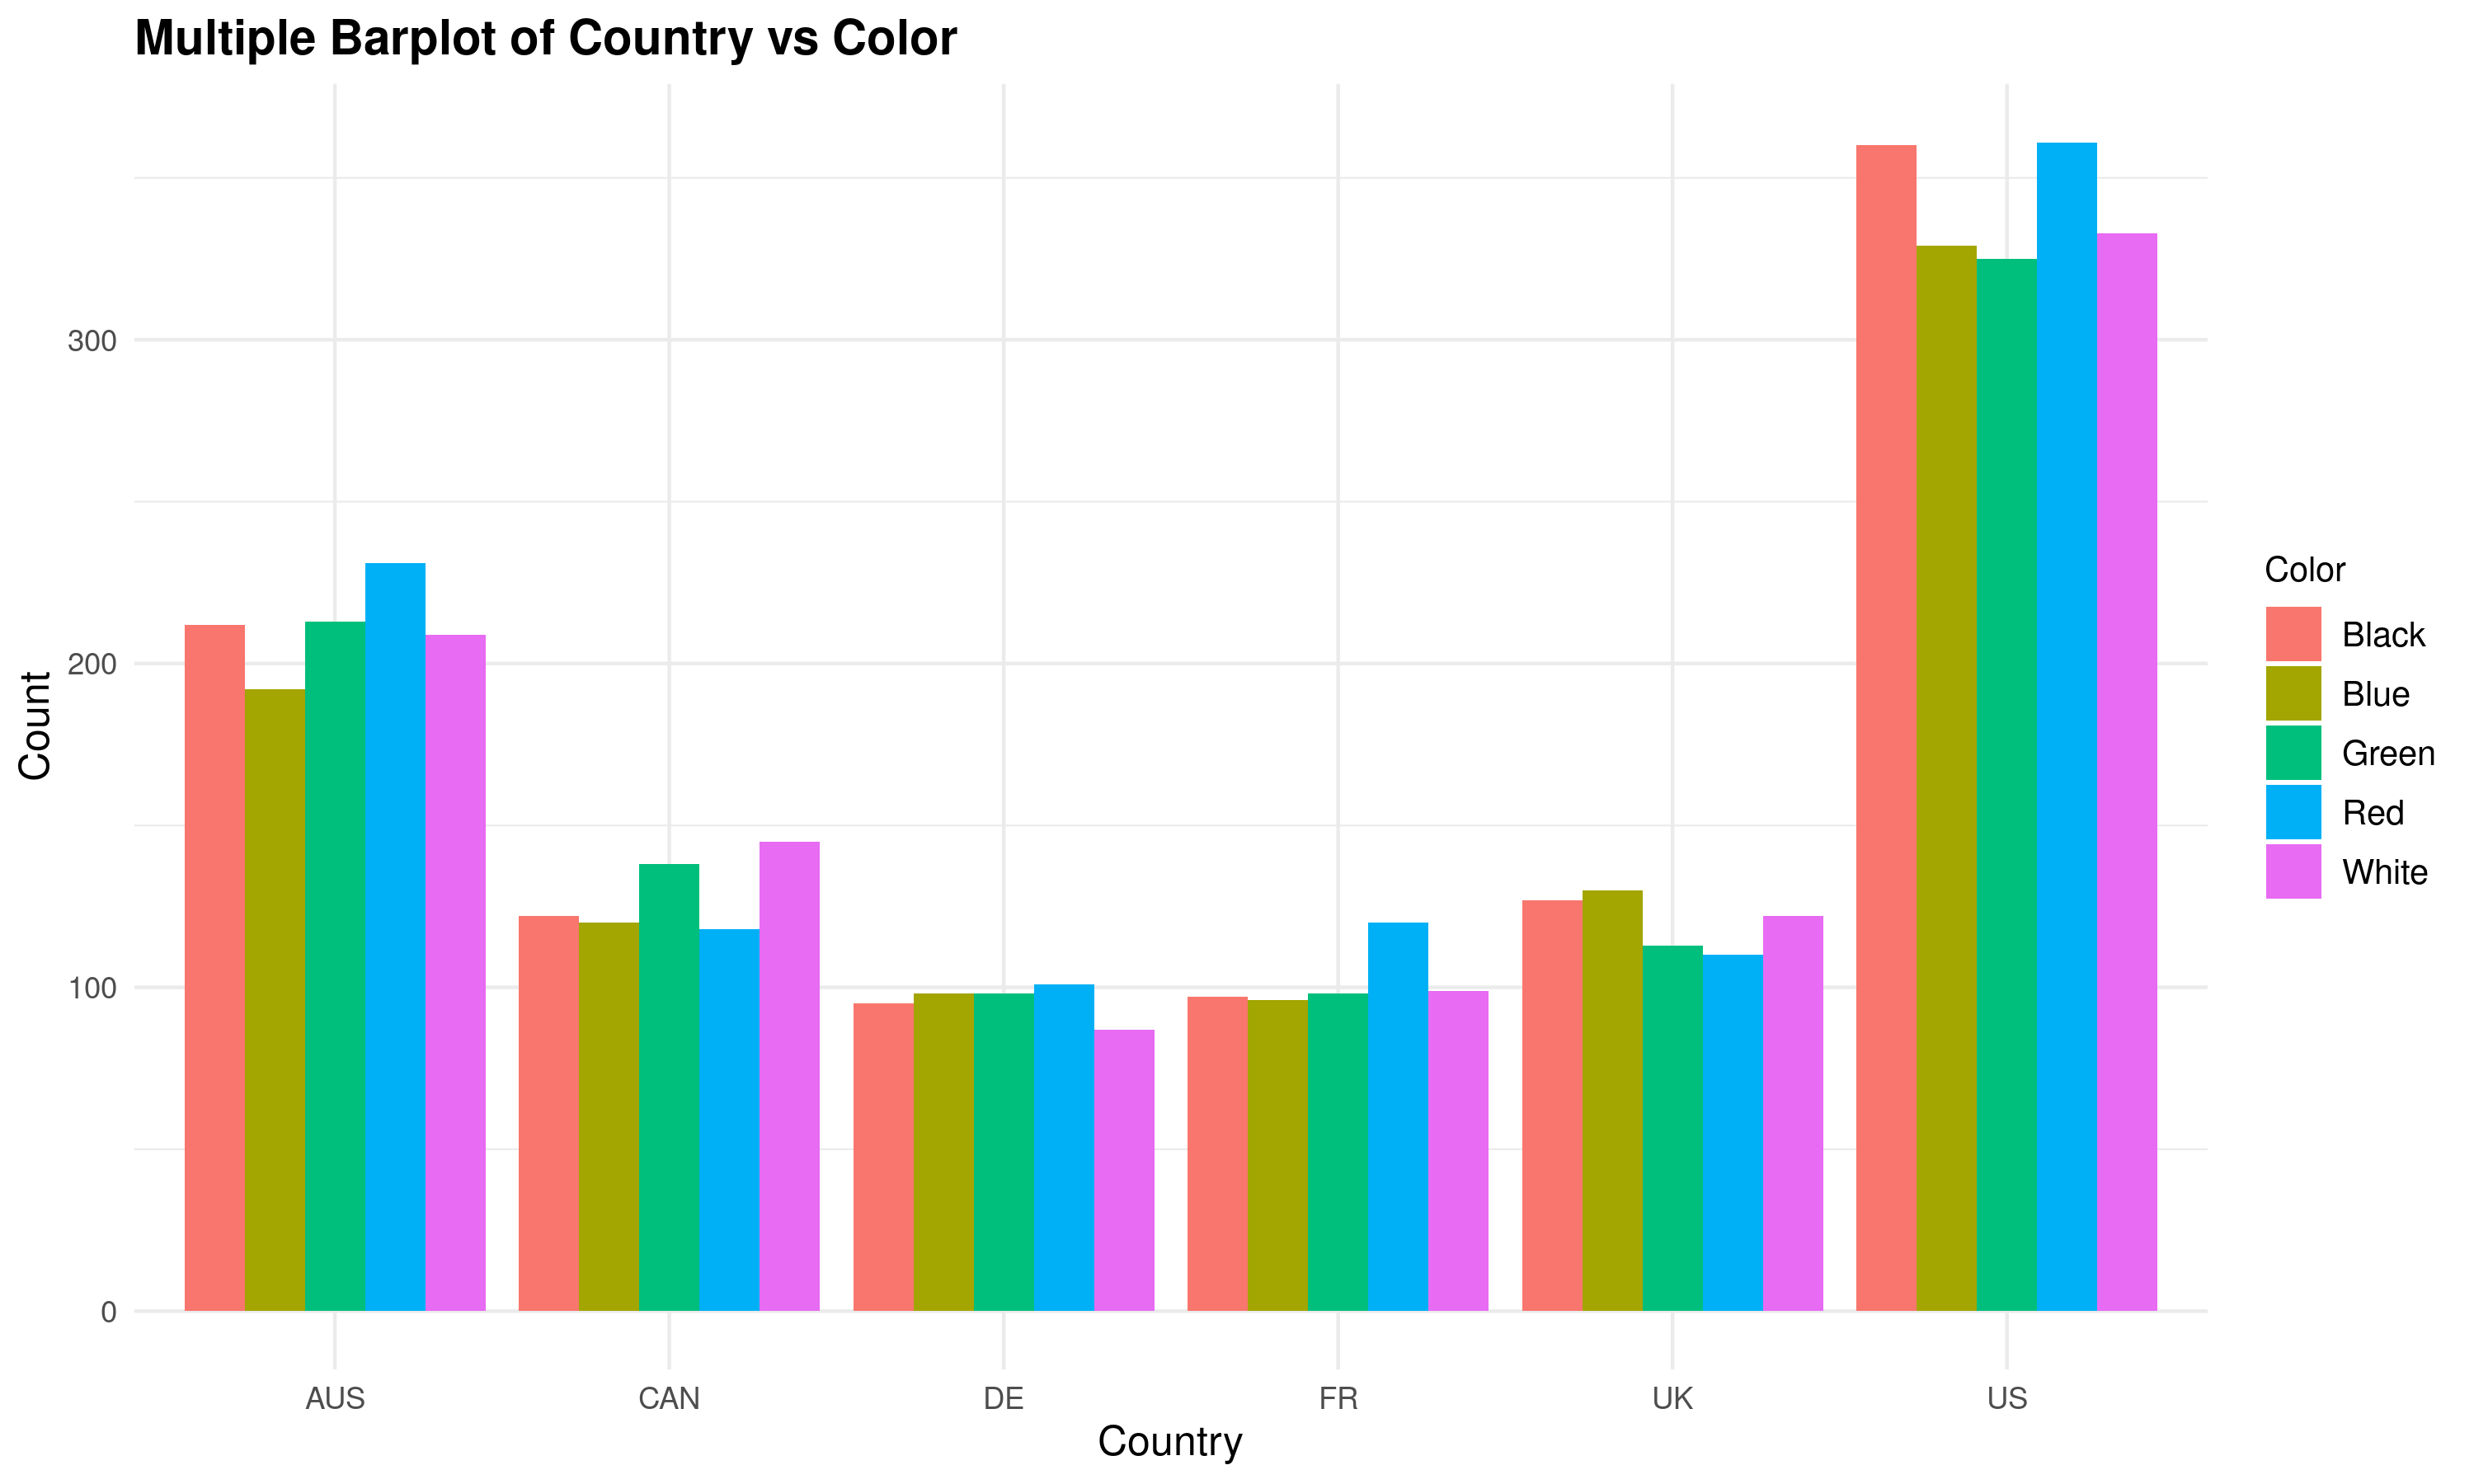 Multiple Barplot of Country vs Color
Count
300
200
100
0
AUS CAN DE FR UK US
Country
Color
Black
Blue
Green
Red
White